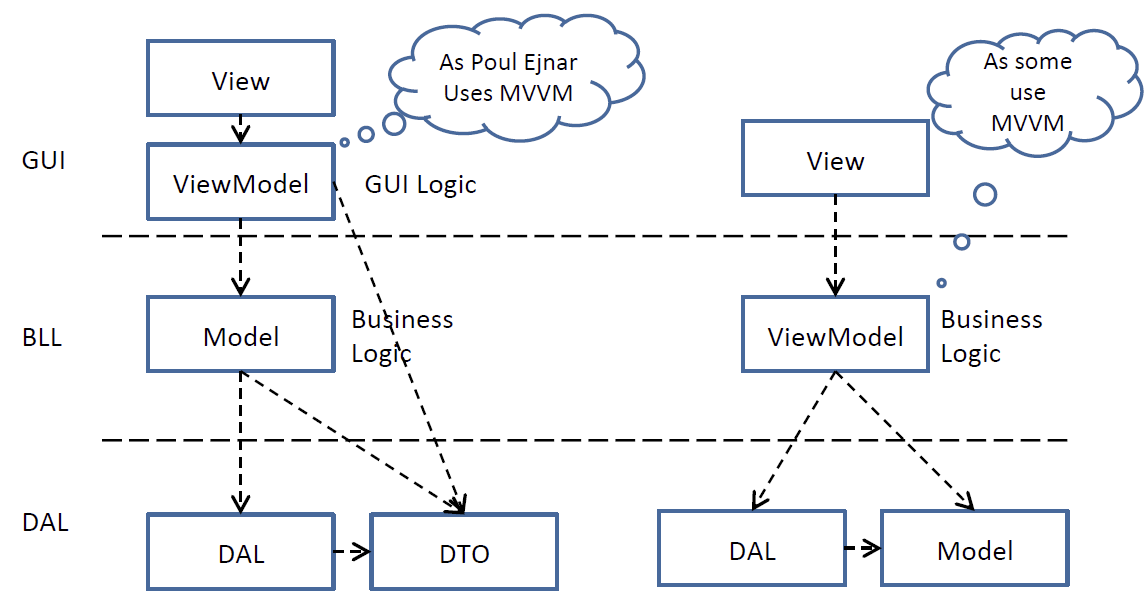 As Poul Ejnar
Uses MVVM
As some
use
MVVM
View
View
GUI
ViewModel
GUI Logic
BLL
Model
Business
Logic
ViewModel
Business
Logic
DAL
DAL
DTO
DAL
Model